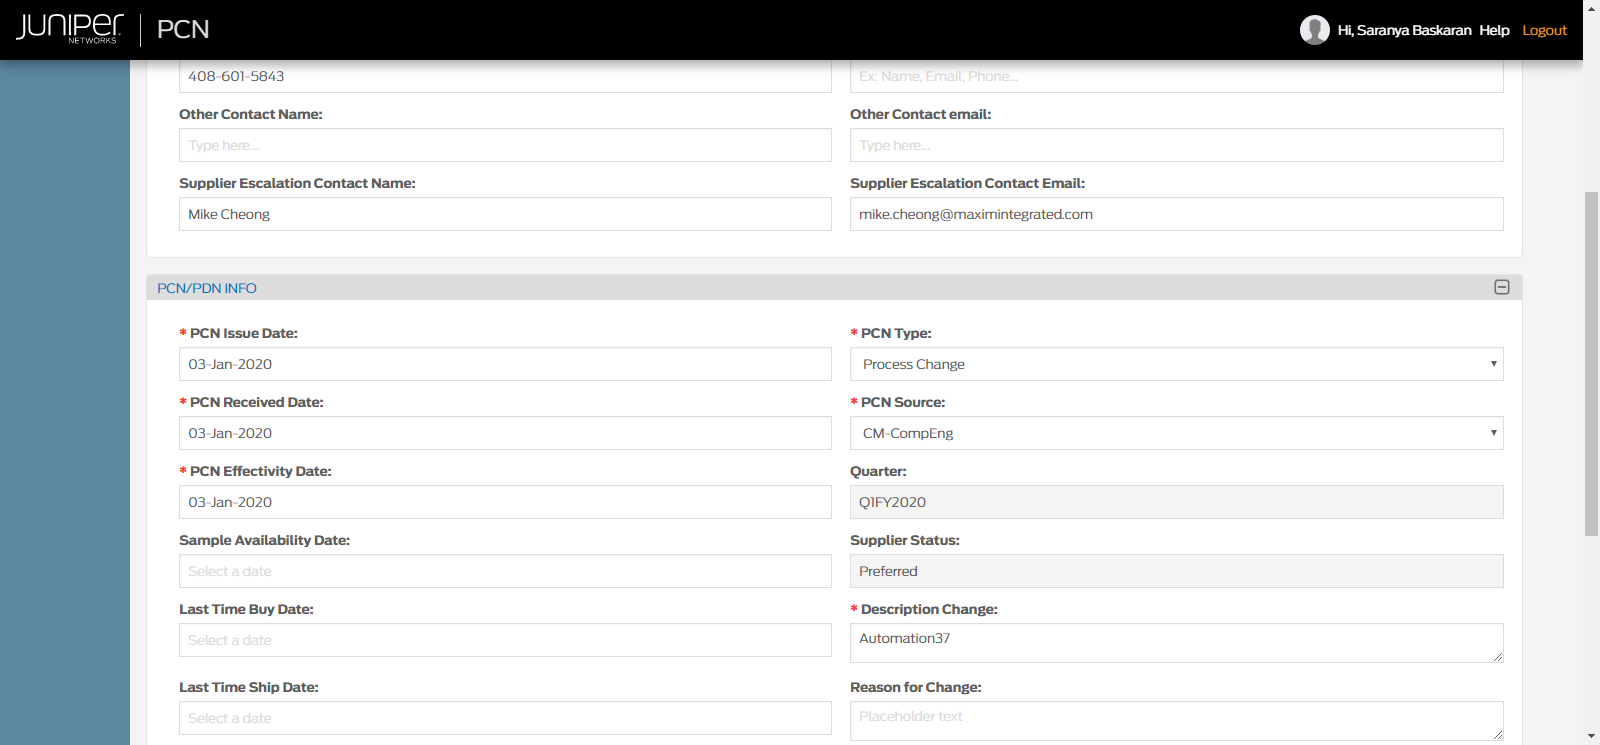 JUNIPER NETWORKS
PCN
Hi, Saranya Baskaran Help Logout
408-601-5843
Ex: Name, Email, Phone...
Other Contact Name:
Other Contact email:
Type here...
Type here...
Supplier Escalation Contact Name:
Supplier Escalation Contact Email:
Mike Cheong
mike.cheong@maximintegrated.com
PCN/PDN INFO
* PCN Issue Date:
* PCN Type:
03-Jan-2020
Process Change
* PCN Received Date:
* PCN Source:
03-Jan-2020
CM-CompEng
* PCN Effectivity Date:
Quarter:
03-Jan-2020
Q1FY2020
Sample Availability Date:
Supplier Status:
Select a date
Preferred
Last Time Buy Date:
* Description Change:
Select a date
Automation37
Last Time Ship Date:
Reason for Change:
Select a date
Placeholder text